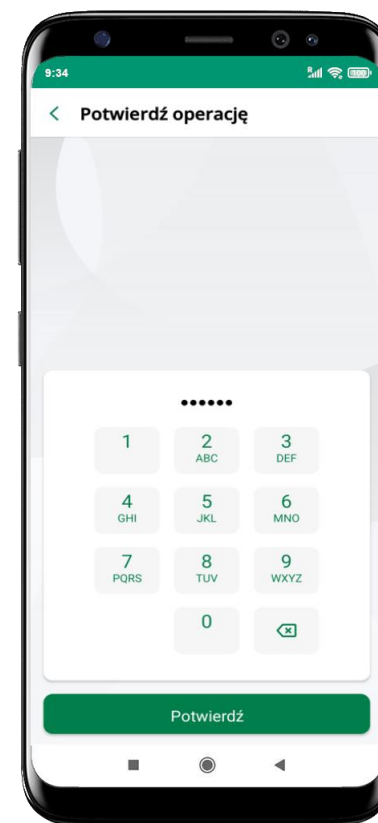 9:34
Potwierdź operację
1
2
3
ABC
DEF
4
5
6
GHI
JKL
MNO
7
8
9
PQRS
TUV
WXYZ
0
Potwierdź